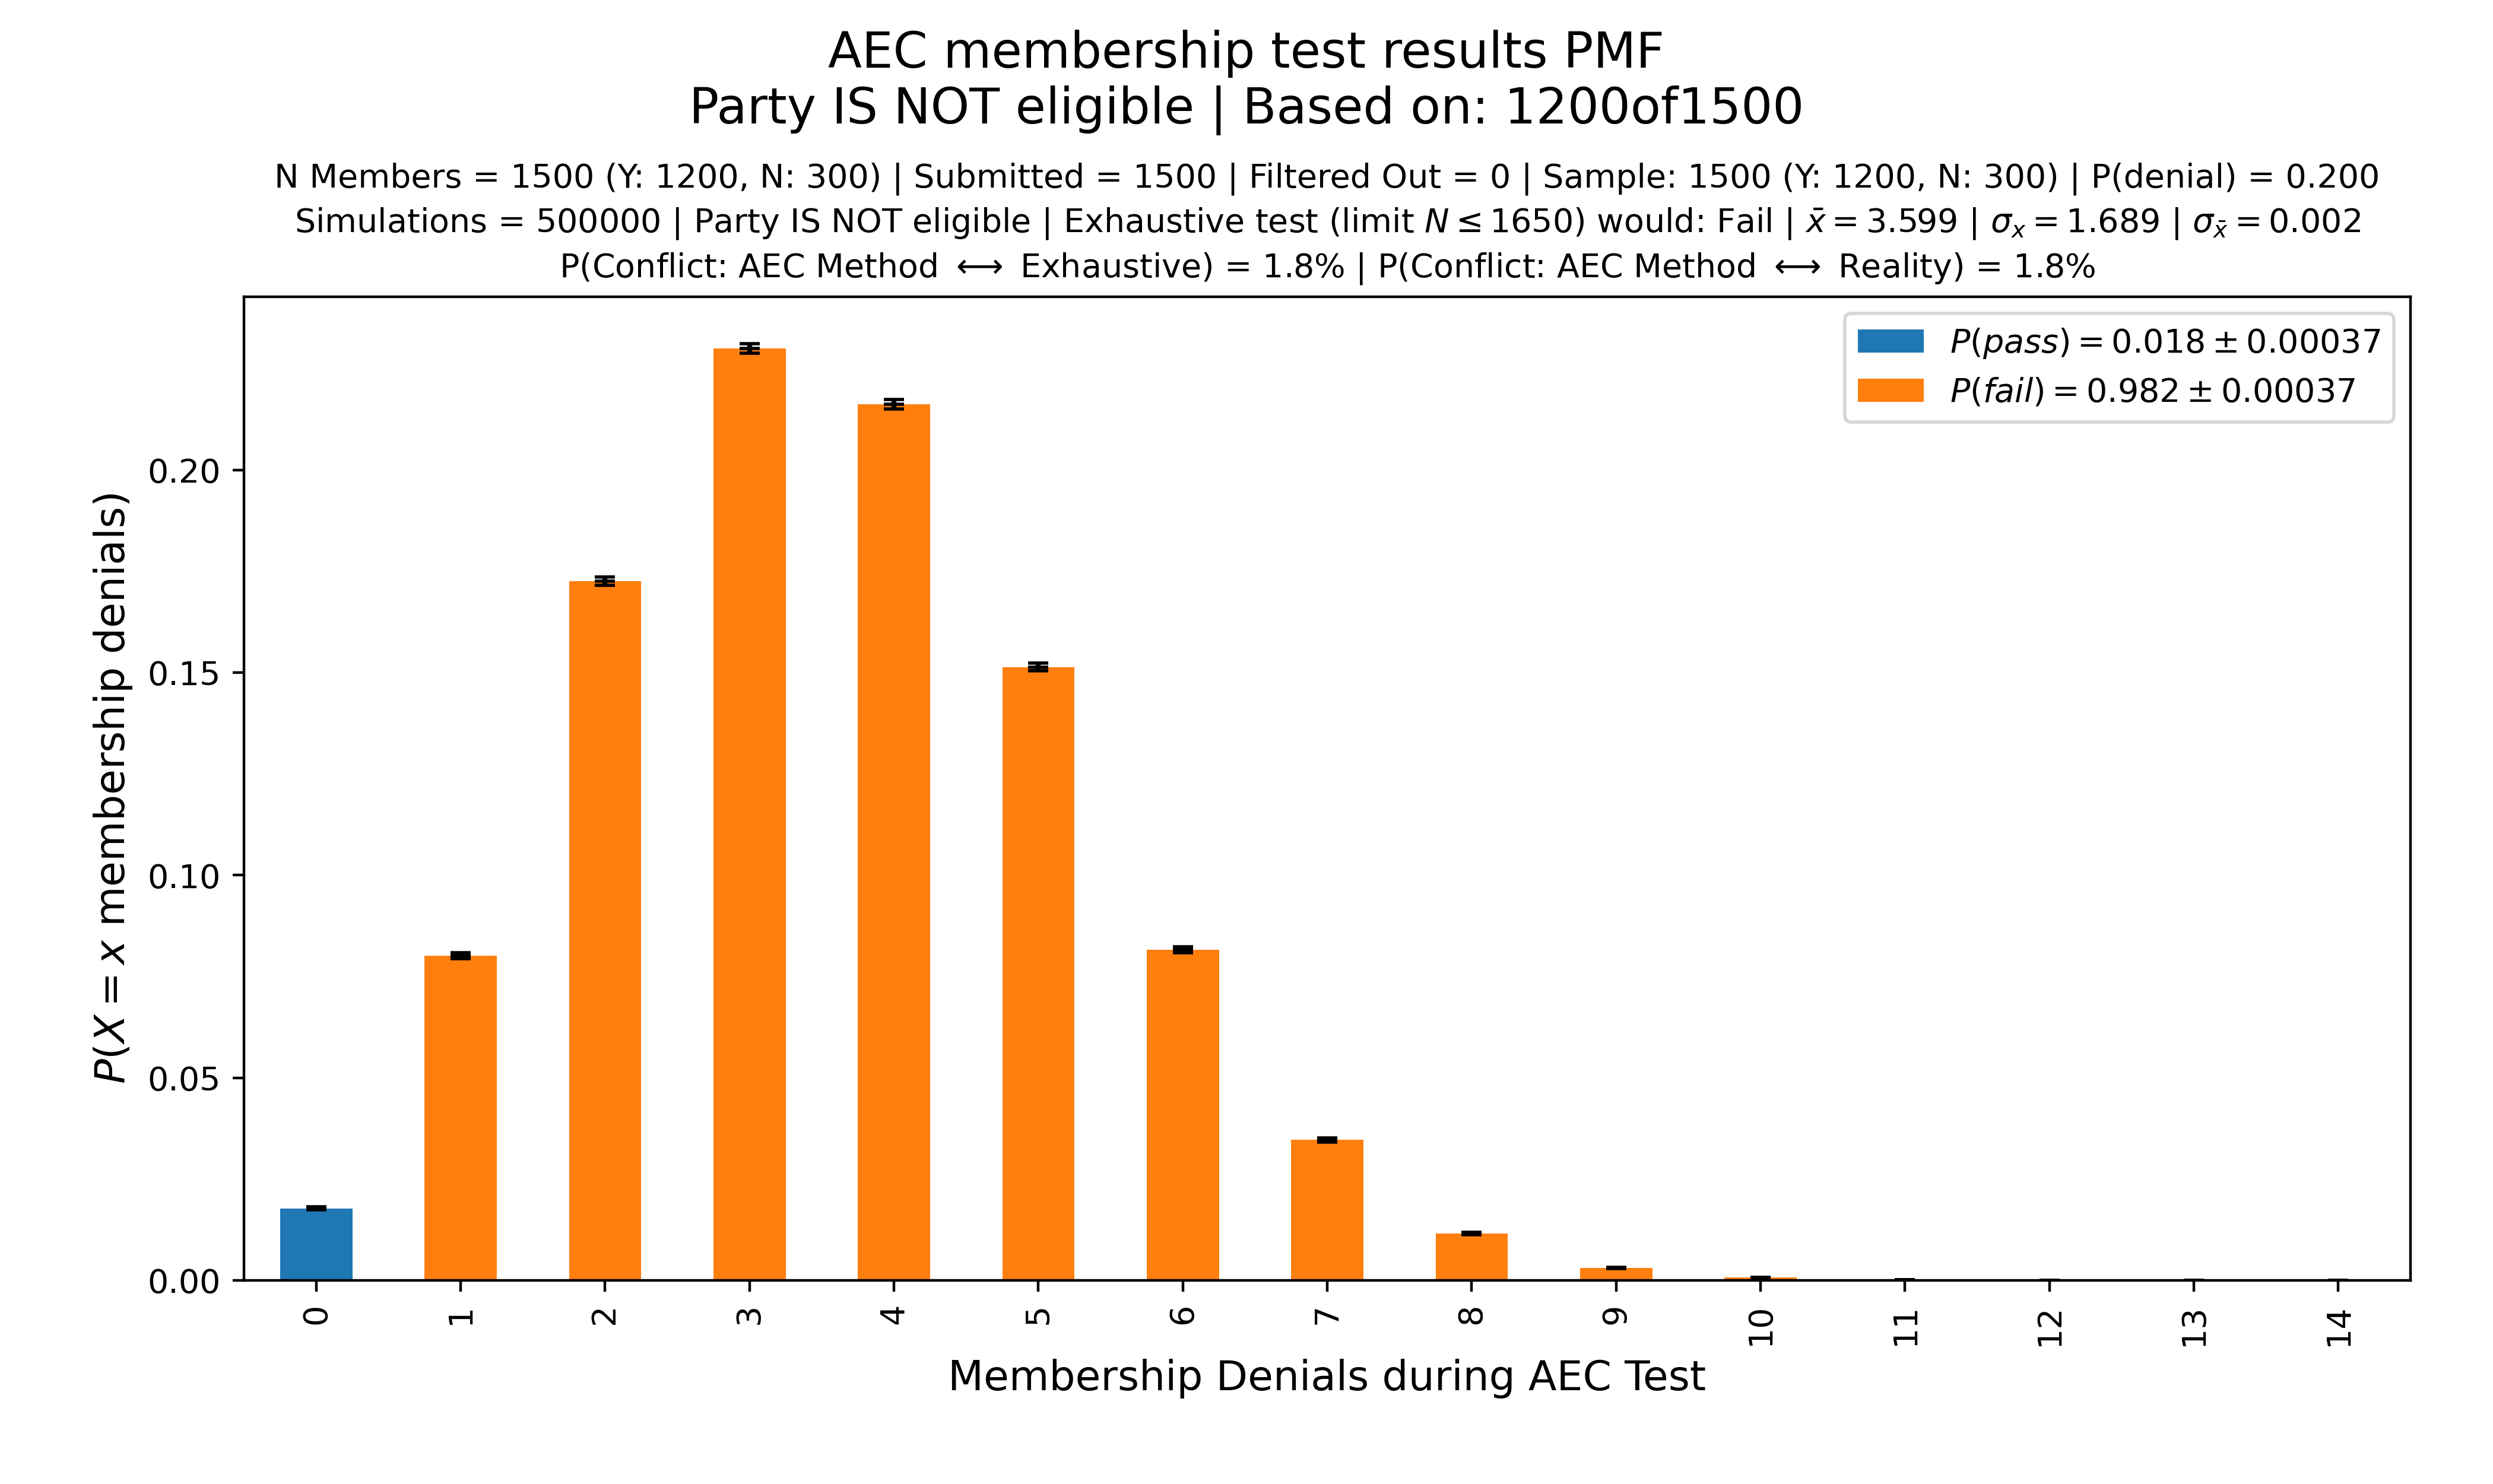 AEC membership test results PMF
Party IS NOT eligible | Based on: 1200of1500
N Members = 1500 (Y: 1200, N: 300) | Submitted = 1500 | Filtered Out = 0 | Sample: 1500 (Y: 1200, N: 300) | P(denial) = 0.200
Simulations = 500000 | Party IS NOT eligible | Exhaustive test (limit N ≤ 1650) would: Fail | x̄ = 3.599 | σₓ = 1.689 | σ_x̄ = 0.002
P(Conflict: AEC Method ⟷ Exhaustive) = 1.8% | P(Conflict: AEC Method ⟷ Reality) = 1.8%
P(pass) = 0.018 ± 0.00037
P(fail) = 0.982 ± 0.00037
P(X = x membership denials)
0.20
0.15
0.10
0.05
0.00
0 1 2 3 4 5 6 7 8 9 10 11 12 13 14
Membership Denials during AEC Test